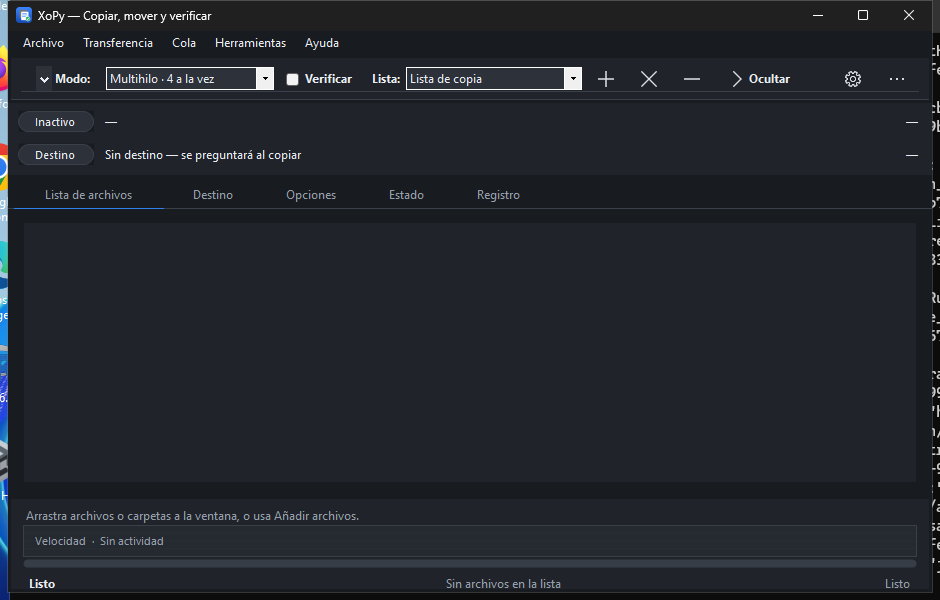 XoPy — Copiar, mover y verificar
Archivo Transferencia Cola Herramientas Ayuda
Modo: Multihilo · 4 a la vez Verificar Lista: Lista de copia Ocultar ...
Inactivo —
Destino Sin destino — se preguntará al copiar
Lista de archivos Destino Opciones Estado Registro
Arrastra archivos o carpetas a la ventana, o usa Añadir archivos.
Velocidad · Sin actividad
Listo Sin archivos en la lista Listo